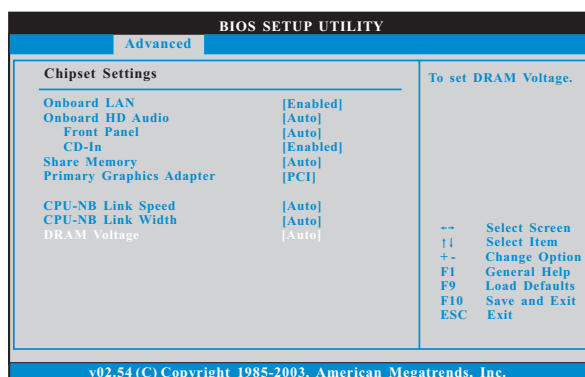 BIOS SETUP UTILITY
Advanced
Chipset Settings
Onboard LAN [Enabled]
Onboard HD Audio [Auto]
Front Panel [Auto]
CD-In [Enabled]
Share Memory [Auto]
Primary Graphics Adapter [PCI]
CPU-NB Link Speed [Auto]
CPU-NB Link Width [Auto]
DRAM Voltage [Auto]
To set DRAM Voltage.
←→ Select Screen
↑↓ Select Item
+- Change Option
F1 General Help
F9 Load Defaults
F10 Save and Exit
ESC Exit
v02.54 (C) Copyright 1985-2003, American Megatrends, Inc.